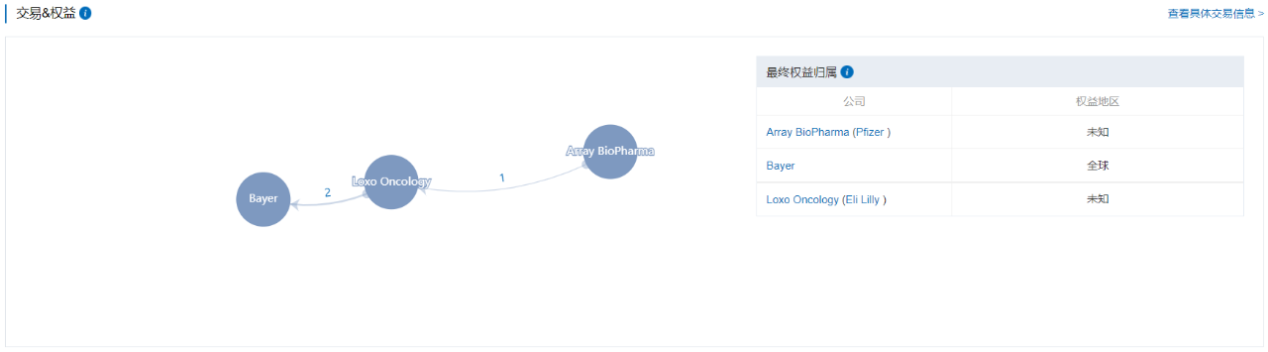 交易&权益
查看具体交易信息 >
最终权益归属
公司 权益地区
Array BioPharma (Pfizer ) 未知
Bayer 全球
Loxo Oncology (Eli Lilly ) 未知
Array BioPharma
1
Loxo Oncology
2
Bayer